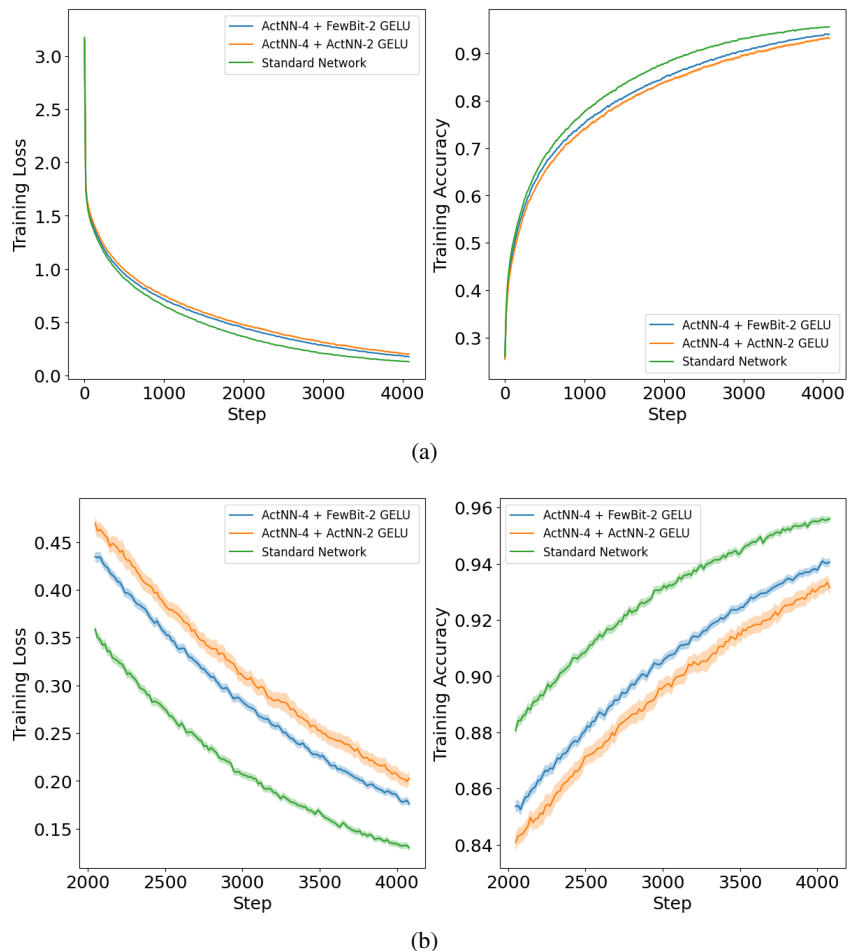 ActNN-4 + FewBit-2 GELU
ActNN-4 + ActNN-2 GELU
Standard Network
3.0
2.5
2.0
1.5
1.0
0.5
0.0
Training Loss
0
1000
2000
3000
4000
Step
0.9
0.8
0.7
0.6
0.5
0.4
0.3
Training Accuracy
ActNN-4 + FewBit-2 GELU
ActNN-4 + ActNN-2 GELU
Standard Network
0
1000
2000
3000
4000
Step
(a)
ActNN-4 + FewBit-2 GELU
ActNN-4 + ActNN-2 GELU
Standard Network
0.45
0.40
0.35
0.30
0.25
0.20
0.15
Training Loss
2000
2500
3000
3500
4000
Step
ActNN-4 + FewBit-2 GELU
ActNN-4 + ActNN-2 GELU
Standard Network
0.96
0.94
0.92
0.90
0.88
0.86
0.84
Training Accuracy
2000
2500
3000
3500
4000
Step
(b)